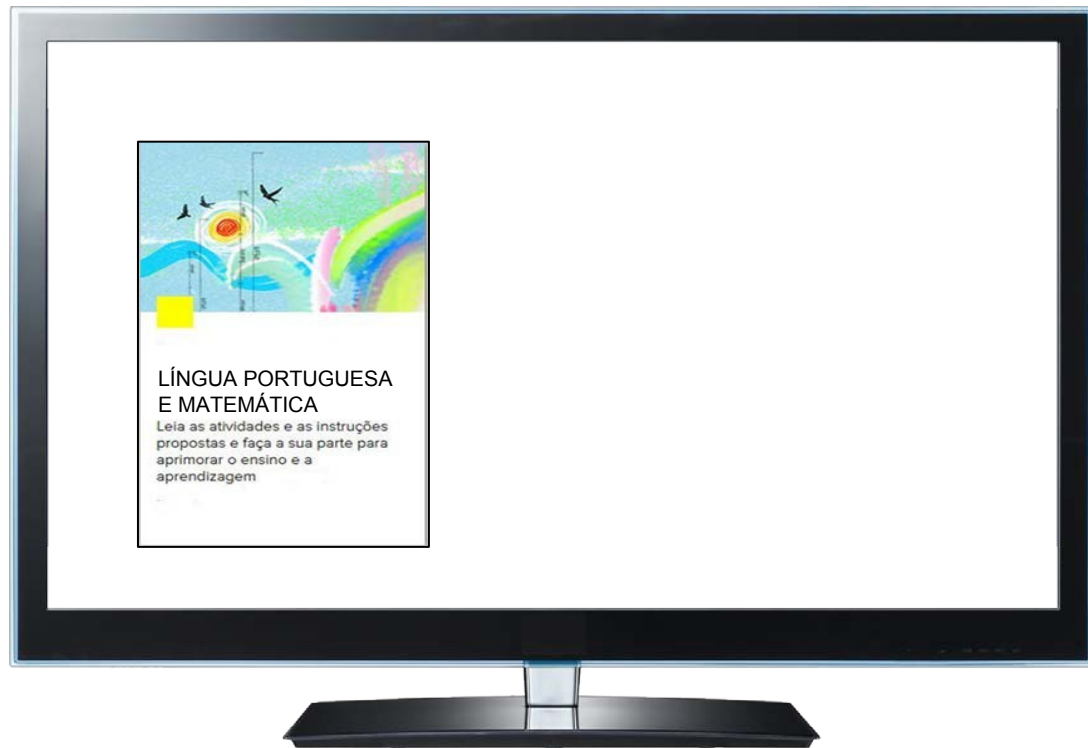 LÍNGUA PORTUGUESA
E MATEMÁTICA
Leia as atividades e as instruções
propostas e faça a sua parte para
aprimorar o ensino e a
aprendizagem